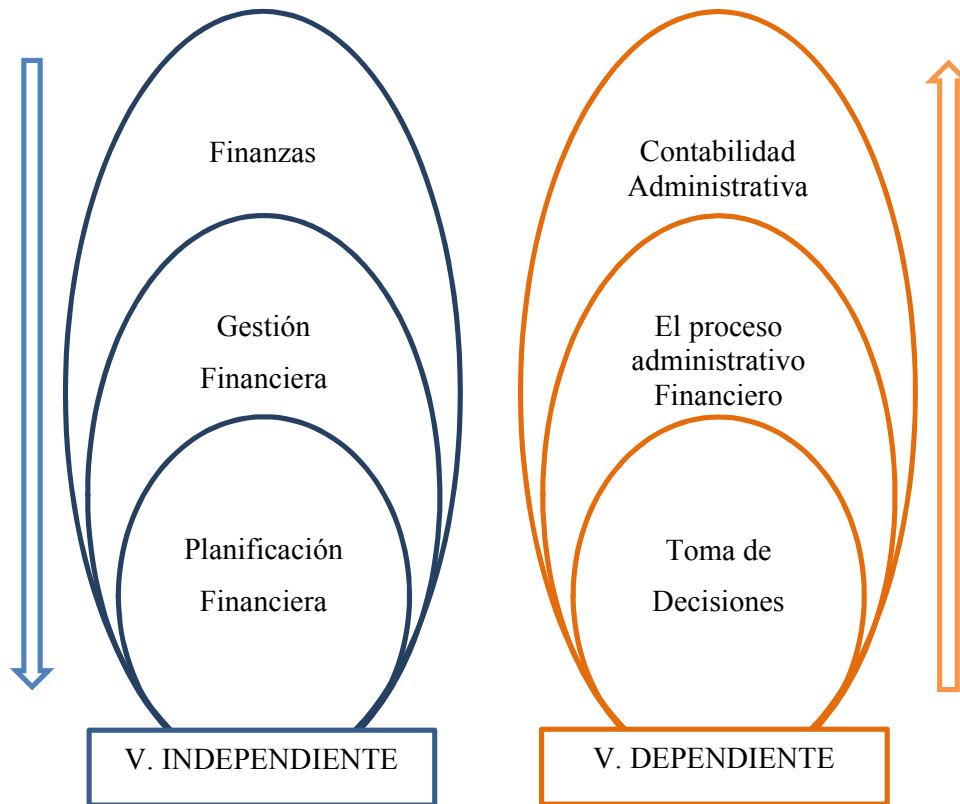 Finanzas
Gestión
Financiera
Planificación
Financiera
V. INDEPENDIENTE
Contabilidad
Administrativa
El proceso
administrativo
Financiero
Toma de
Decisiones
V. DEPENDIENTE